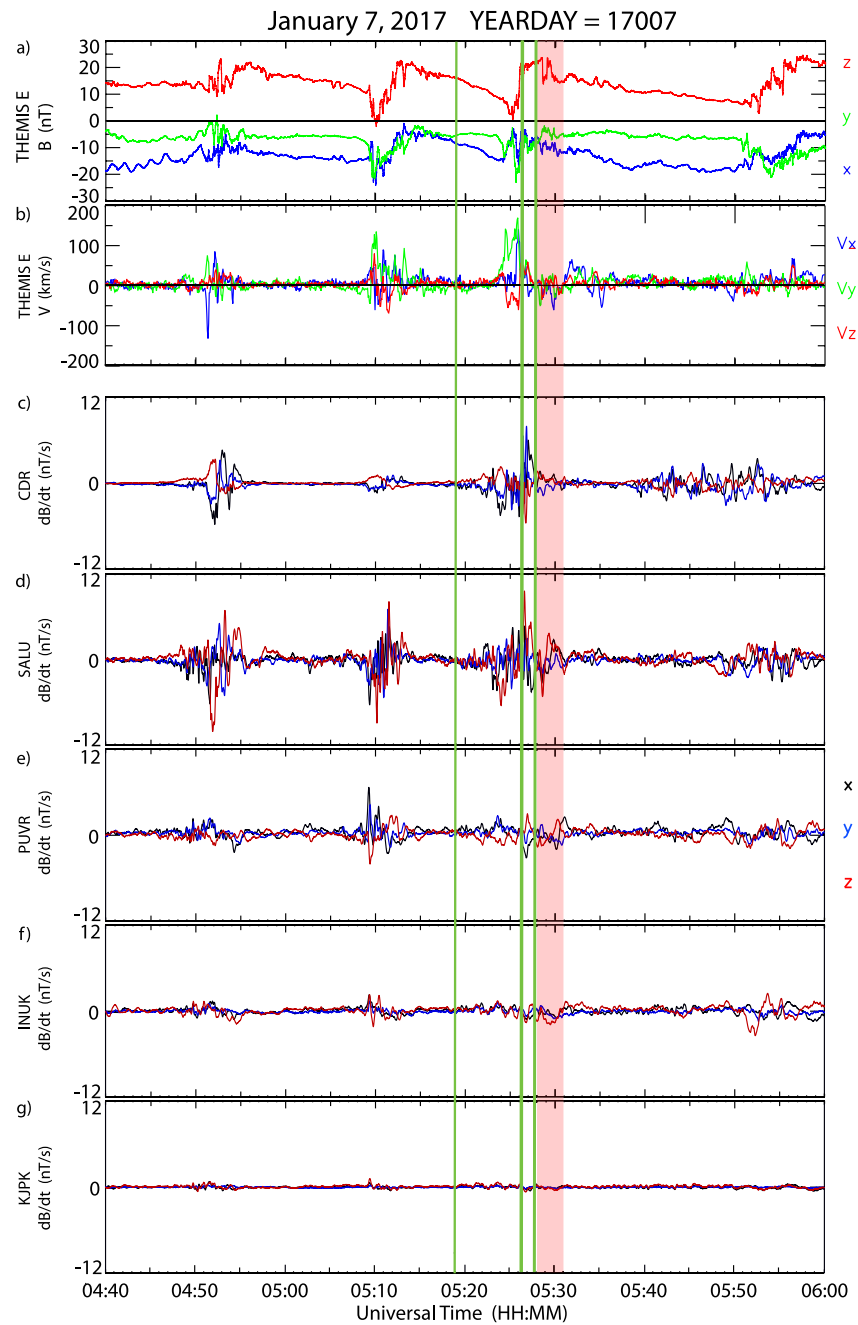 January 7, 2017 YEARDAY = 17007
a)
THEMIS E
B (nT)
30
20
10
0
-10
-20
-30
z
y
x
b)
THEMIS E
V (km/s)
200
100
0
-100
-200
Vx
Vy
Vz
c)
CDR
dB/dt (nT/s)
12
0
-12
d)
SALU
dB/dt (nT/s)
12
0
-12
e)
PUVR
dB/dt (nT/s)
12
0
-12
x
y
z
f)
INUK
dB/dt (nT/s)
12
0
-12
g)
KJPK
dB/dt (nT/s)
12
0
-12
04:40 04:50 05:00 05:10 05:20 05:30 05:40 05:50 06:00
Universal Time (HH:MM)